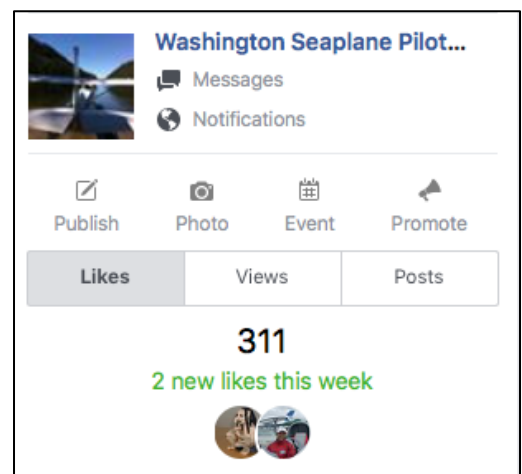 Washington Seaplane Pilot...
Messages
Notifications
Publish Photo Event Promote
Likes Views Posts
311
2 new likes this week